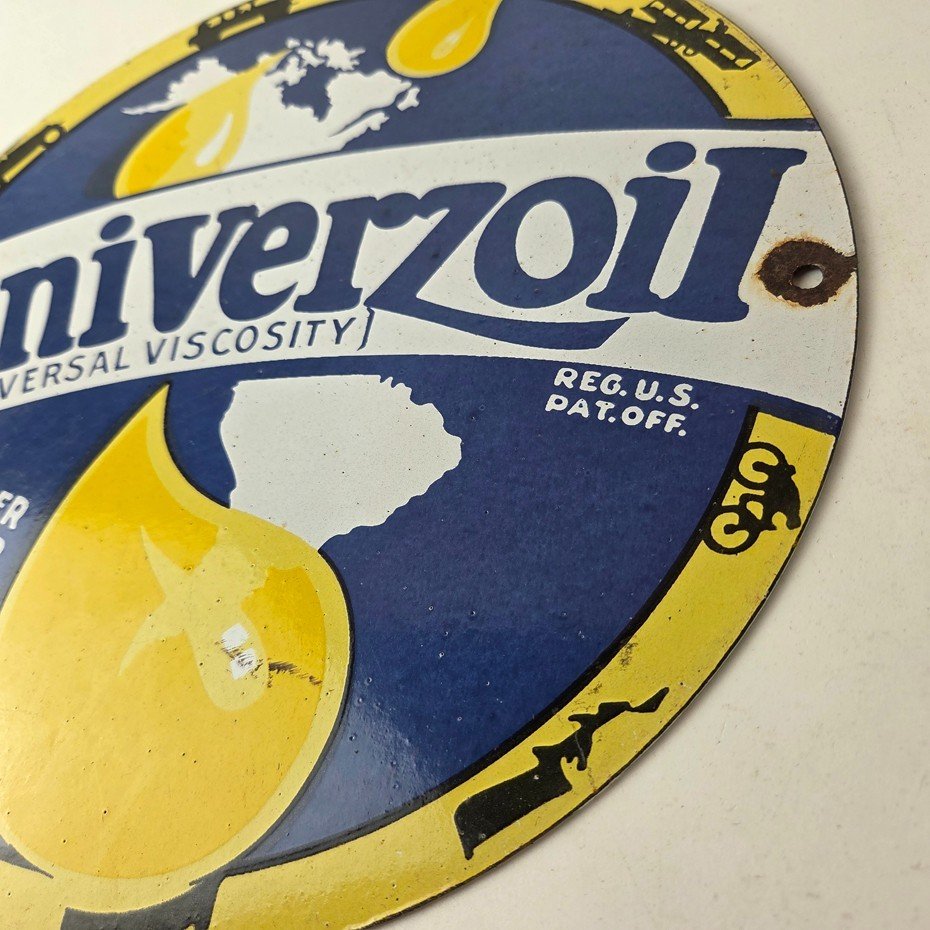 niverzoil
VERSAL VISCOSITY)
REG. U.S.
PAT. OFF.
ER